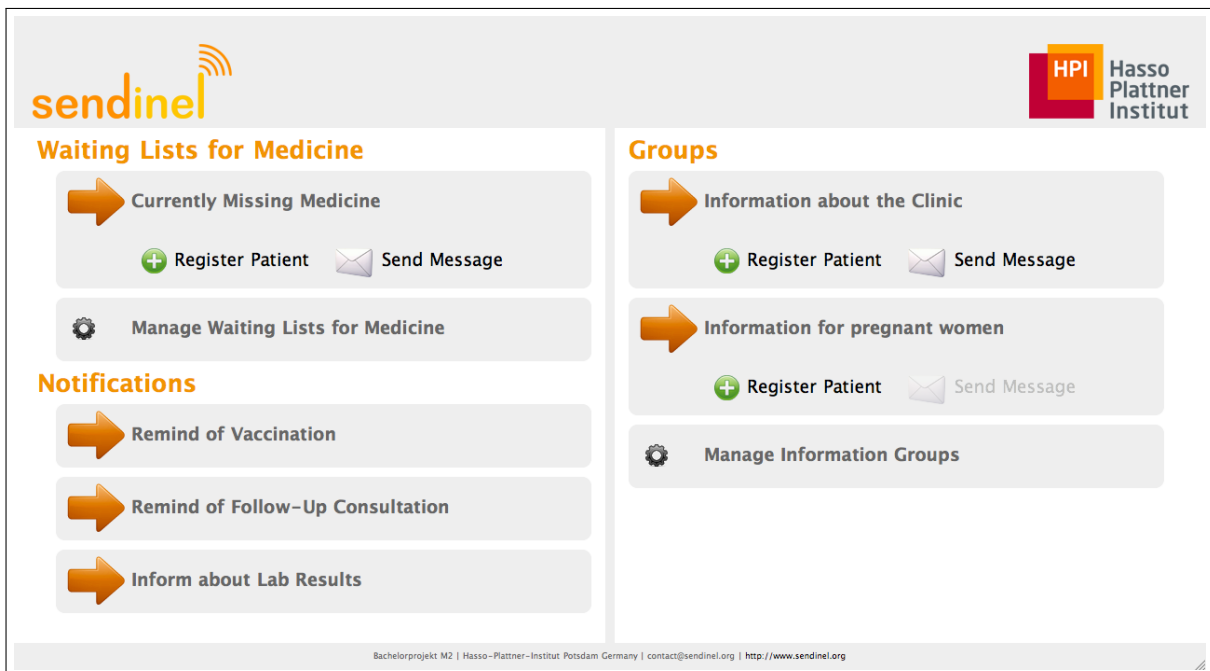 sendinel
HPI Hasso
Plattner
Institut
Waiting Lists for Medicine
Currently Missing Medicine
Register Patient Send Message
Manage Waiting Lists for Medicine
Notifications
Remind of Vaccination
Remind of Follow-Up Consultation
Inform about Lab Results
Groups
Information about the Clinic
Register Patient Send Message
Information for pregnant women
Register Patient Send Message
Manage Information Groups
Bachelorprojekt M2 | Hasso-Plattner-Institut Potsdam Germany | contact@sendinel.org | http://www.sendinel.org